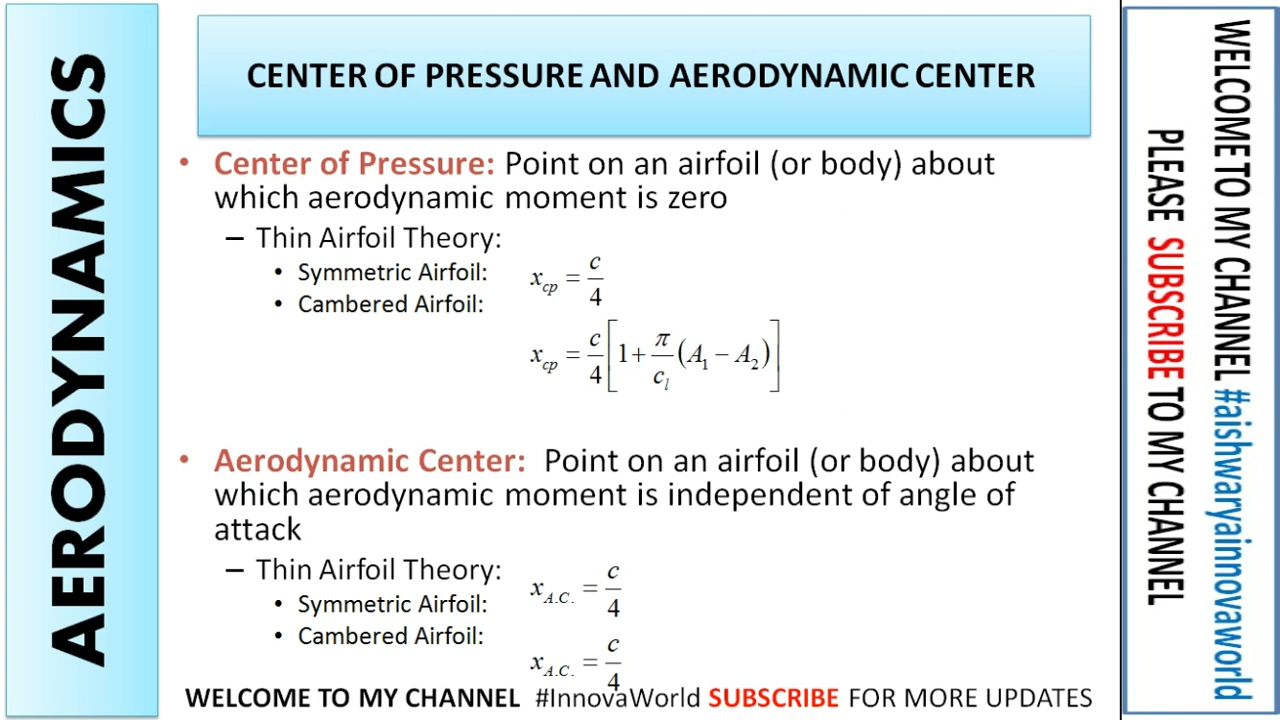 AERODYNAMICS
CENTER OF PRESSURE AND AERODYNAMIC CENTER
• Center of Pressure: Point on an airfoil (or body) about
which aerodynamic moment is zero
– Thin Airfoil Theory:
• Symmetric Airfoil: x_cp = c/4
• Cambered Airfoil:
x_cp = c/4 [1 + π/c_l (A_1 − A_2)]
• Aerodynamic Center: Point on an airfoil (or body) about
which aerodynamic moment is independent of angle of
attack
– Thin Airfoil Theory:
• Symmetric Airfoil: x_A.C. = c/4
• Cambered Airfoil:
x_A.C. = c/4
WELCOME TO MY CHANNEL #InnovaWorld SUBSCRIBE FOR MORE UPDATES
WELCOME TO MY CHANNEL #aishwaryainnovaworld
PLEASE SUBSCRIBE TO MY CHANNEL